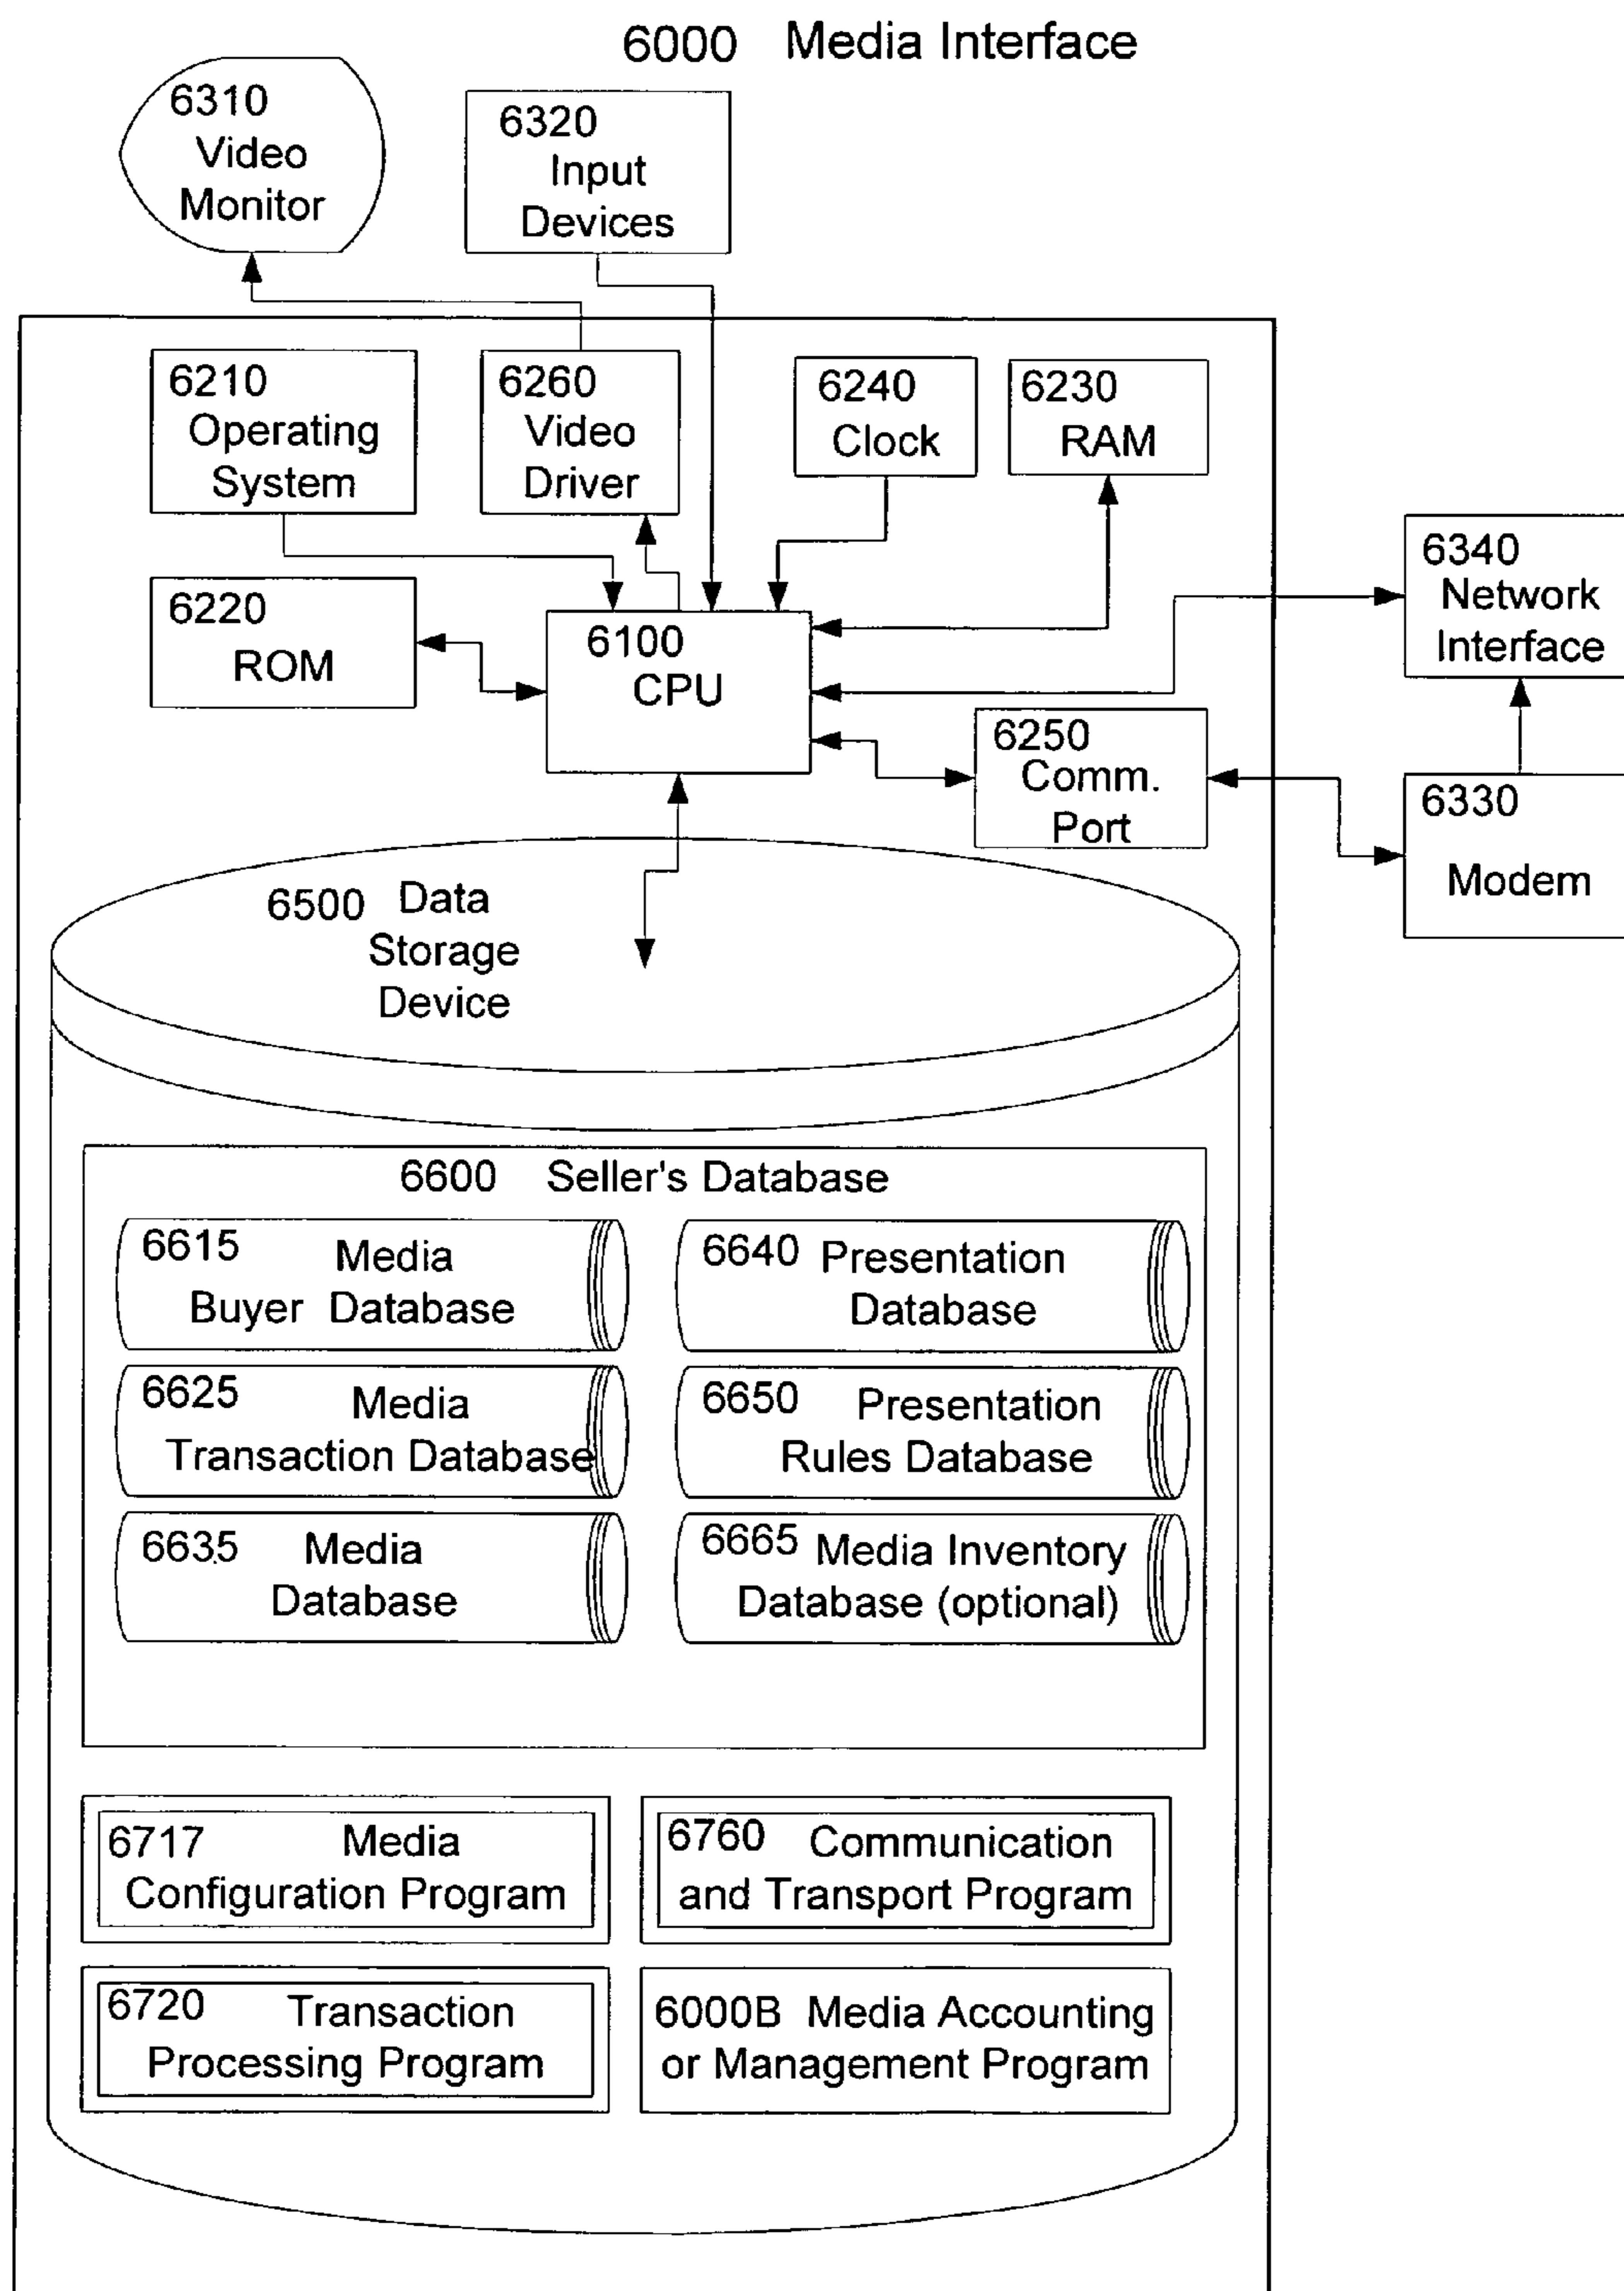 6000 Media Interface
6310
Video
Monitor
6320
Input
Devices
6210
Operating
System
6260
Video
Driver
6240
Clock
6230
RAM
6340
Network
Interface
6220
ROM
6100
CPU
6250
Comm.
Port
6330
Modem
6500 Data
Storage
Device
6600 Seller's Database
6615 Media
Buyer Database
6640 Presentation
Database
6625 Media
Transaction Database
6650 Presentation
Rules Database
6635 Media
Database
6665 Media Inventory
Database (optional)
6717 Media
Configuration Program
6760 Communication
and Transport Program
6720 Transaction
Processing Program
6000B Media Accounting
or Management Program